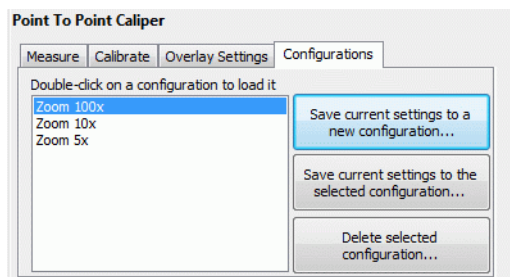 Point To Point Caliper
Measure Calibrate Overlay Settings Configurations
Double-click on a configuration to load it
Zoom 100x
Zoom 10x
Zoom 5x
Save current settings to a
new configuration...
Save current settings to the
selected configuration...
Delete selected
configuration...